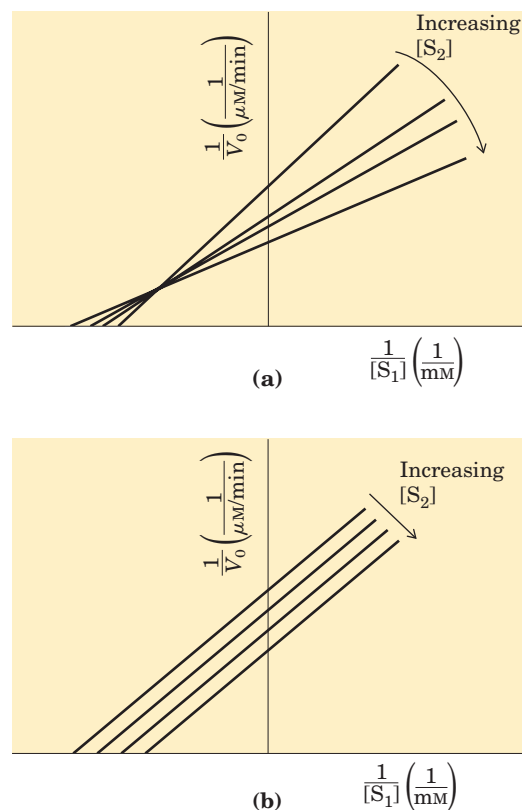 Increasing
[S₂]
1/V₀ (1/μM/min)
1/[S₁] (1/mM)
(a)
Increasing
[S₂]
1/V₀ (1/μM/min)
1/[S₁] (1/mM)
(b)